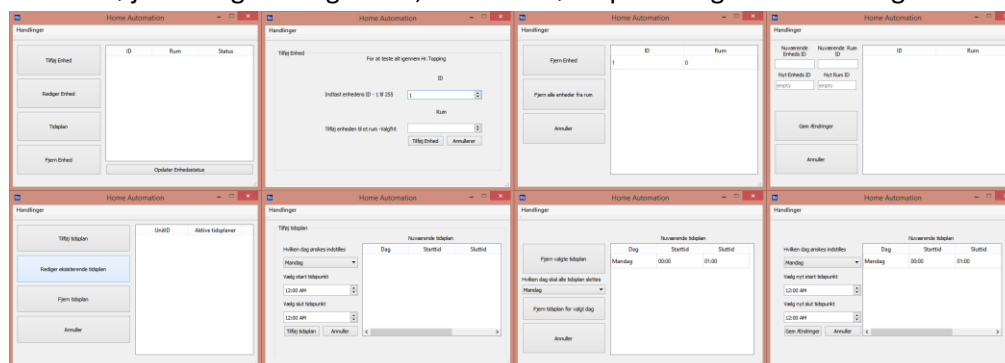 Home Automation
Handlinger
Tilføj Enhed
Rediger Enhed
Tidsplan
Fjern Enhed
ID Rum Status
Opdater Enhedsstatus
Home Automation
Handlinger
Tilføj Enhed
For at teste alt igennem Hr.Topping
ID
Indtast enhedens ID - 1 til 255 1
Rum
Tilføj enheden til et rum -Valgfrit
Tilføj Enhed Annullerer
Home Automation
Handlinger
Fjern Enhed
Fjern alle enheder fra rum
Annuller
ID Rum
1 0
Home Automation
Handlinger
Nuværende Enheds ID
Nuværende Rum ID
Nyt Enheds ID Nyt Rum ID
empty empty
Gem Ændringer
Annuller
ID Rum
Home Automation
Handlinger
Tilføj tidsplan
Rediger eksisterende tidsplan
Fjern tidsplan
Annuller
UnitID Aktive tidsplaner
Home Automation
Handlinger
Tilføj tidsplan
Hvilken dag ønskes indstilles
Mandag
Vælg start tidspunkt
12:00 AM
Vælg slut tidspunkt
12:00 AM
Tilføj tidsplan Annuller
Nuværende tidsplan
Dag Starttid Sluttid
Home Automation
Handlinger
Fjern valgte tidsplan
Hvilken dag skal alle tidsplan slettes
Mandag
Fjern tidsplan for valgt dag
Annuller
Nuværende tidsplan
Dag Starttid Sluttid
Mandag 00:00 01:00
Home Automation
Handlinger
Hvilken dag ønskes indstilles
Mandag
Vælg nyt start tidspunkt
12:00 AM
Vælg nyt slut tidspunkt
12:00 AM
Gem Ændringer Annuller
Nuværende tidsplan
Dag Starttid Sluttid
Mandag 00:00 01:00